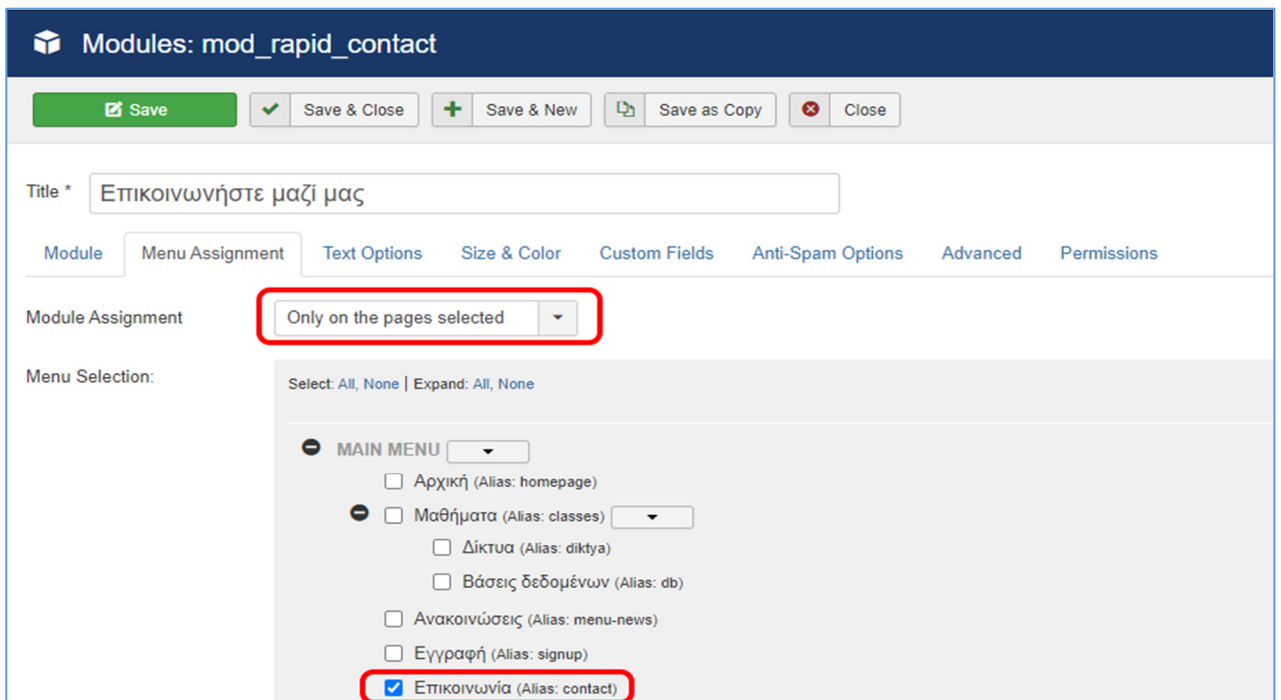 Modules: mod_rapid_contact
Save Save & Close Save & New Save as Copy Close
Title * Επικοινωνήστε μαζί μας
Module Menu Assignment Text Options Size & Color Custom Fields Anti-Spam Options Advanced Permissions
Module Assignment Only on the pages selected
Menu Selection: Select: All, None | Expand: All, None
MAIN MENU
Αρχική (Alias: homepage)
Μαθήματα (Alias: classes)
Δίκτυα (Alias: diktya)
Βάσεις δεδομένων (Alias: db)
Ανακοινώσεις (Alias: menu-news)
Εγγραφή (Alias: signup)
Επικοινωνία (Alias: contact)